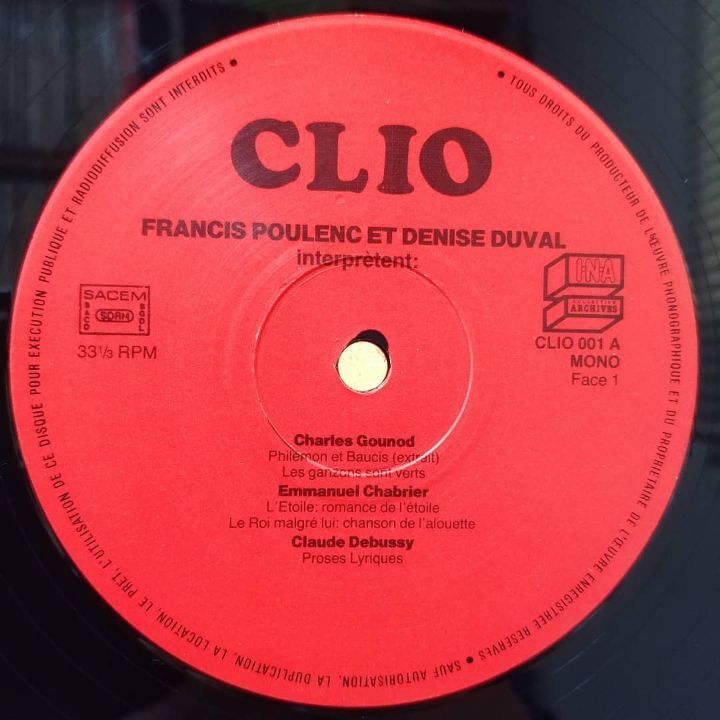 CLIO
FRANCIS POULENC ET DENISE DUVAL
interprètent:
SACEM
SACD
SDRM
SGDL
33⅓ RPM
INA
COLLECTION
ARCHIVES
CLIO 001 A
MONO
Face 1
Charles Gounod
Philémon et Baucis (extrait)
Les ganzons sont verts
Emmanuel Chabrier
L'Etoile: romance de l'étoile
Le Roi malgré lui: chanson de l'alouette
Claude Debussy
Proses Lyriques
• TOUS DROITS DU PRODUCTEUR DE L'ŒUVRE PHONOGRAPHIQUE ET DU PROPRIETAIRE DE L'ŒUVRE ENREGISTREE RESERVES • SAUF AUTORISATION, LA DUPLICATION, LA LOCATION, LE PRET, L'UTILISATION DE CE DISQUE POUR EXECUTION PUBLIQUE ET RADIODIFFUSION SONT INTERDITS •